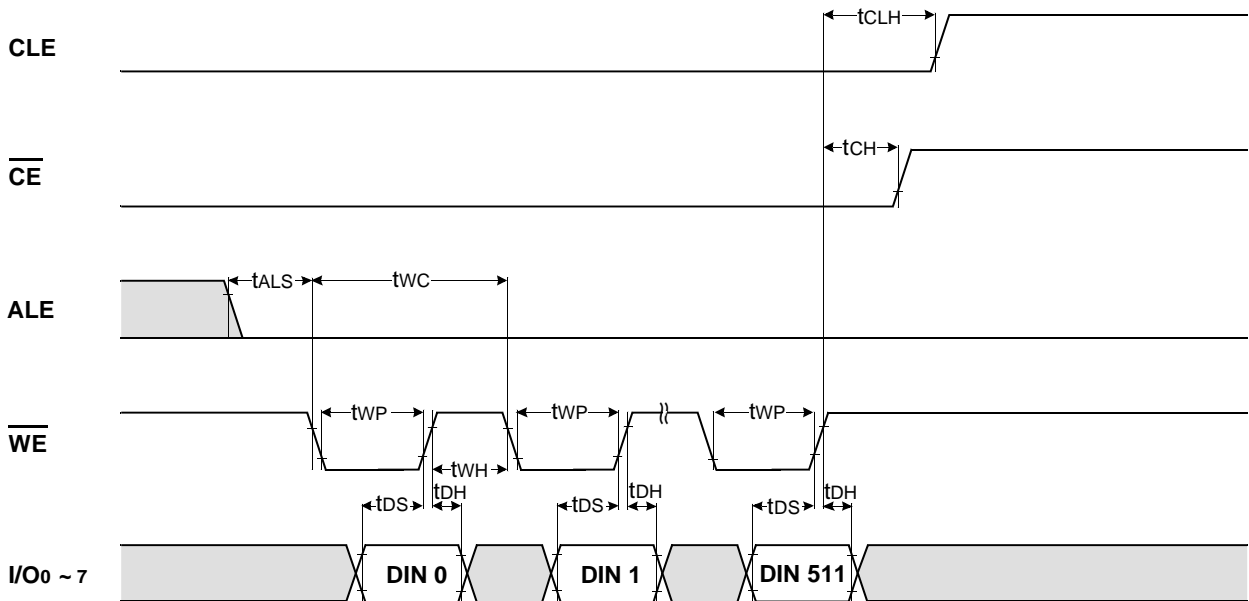 tCLH
CLE
tCH
CE
tALS
tWC
ALE
tWP
tWP
tWP
WE
tWH
tDS
tDH
tDS
tDH
tDS
tDH
I/O0 ~ 7
DIN 0
DIN 1
DIN 511